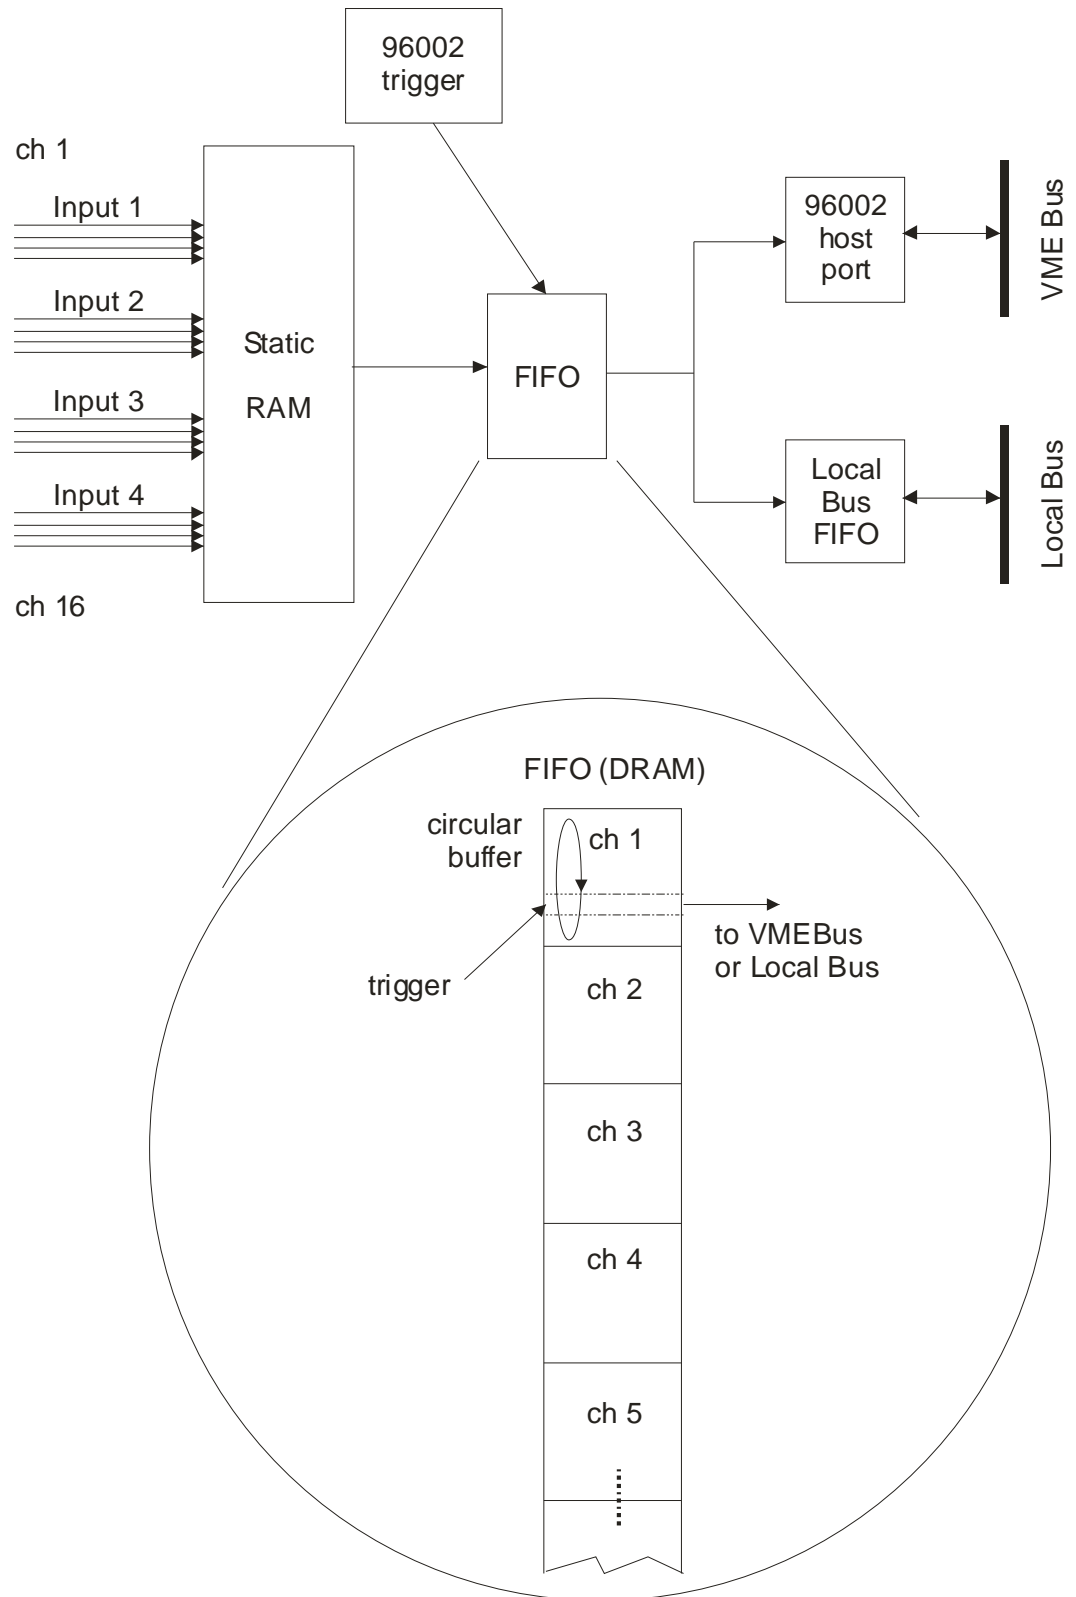 96002
trigger
ch 1
Input 1
Input 2
Input 3
Input 4
ch 16
Static
RAM
FIFO
96002
host
port
VME Bus
Local
Bus
FIFO
Local Bus
FIFO (DRAM)
circular
buffer
ch 1
trigger
to VMEBus
or Local Bus
ch 2
ch 3
ch 4
ch 5